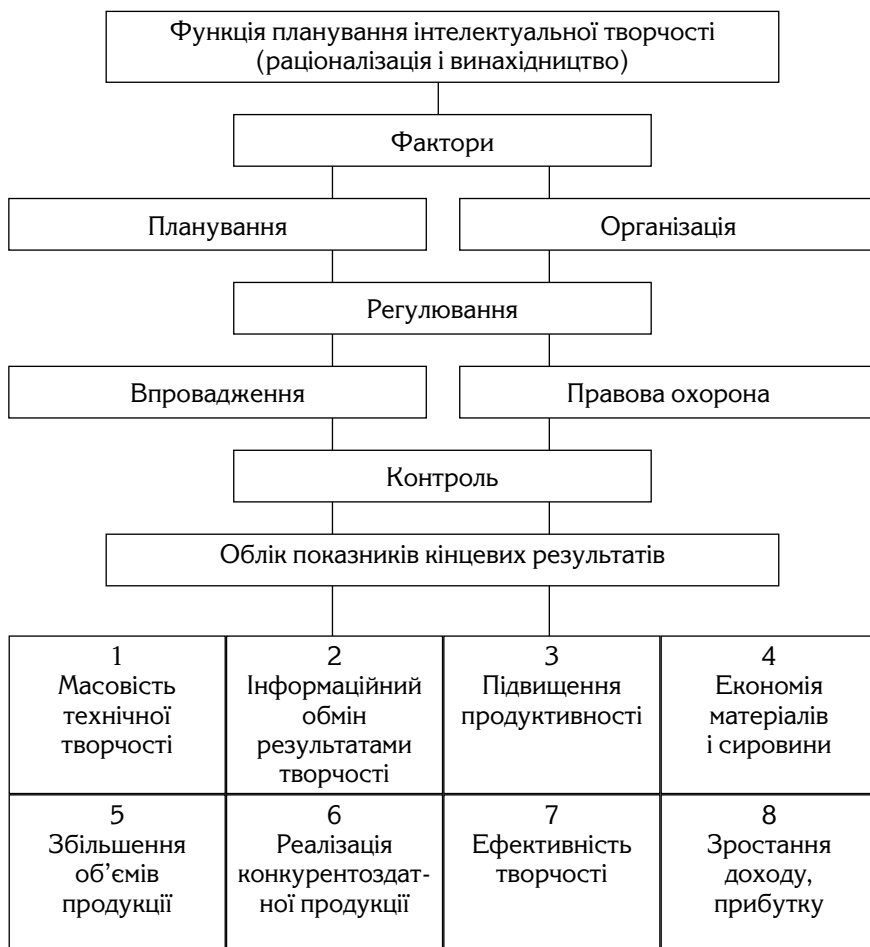 Функція планування інтелектуальної творчості
(раціоналізація і винахідництво)
Фактори
Планування
Організація
Регулювання
Впровадження
Правова охорона
Контроль
Облік показників кінцевих результатів
1
Масовість
технічної
творчості
2
Інформаційний
обмін
результатами
творчості
3
Підвищення
продуктивності
4
Економія
матеріалів
і сировини
5
Збільшення
об’ємів
продукції
6
Реалізація
конкурентоздат-
ної продукції
7
Ефективність
творчості
8
Зростання
доходу,
прибутку